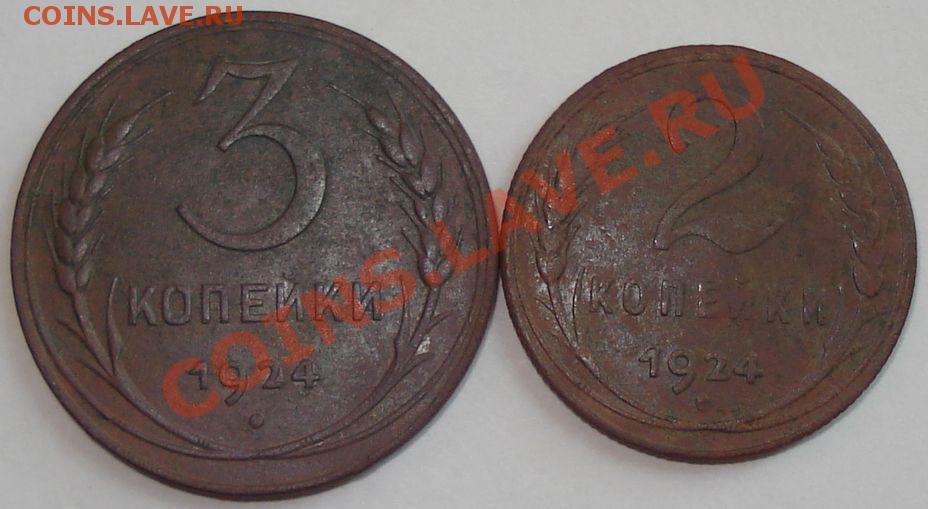 COINS.LAVE.RU
COINS.LAVE.RU
3
КОПЕЙКИ
1924
2
КОПЕЙКИ
1924